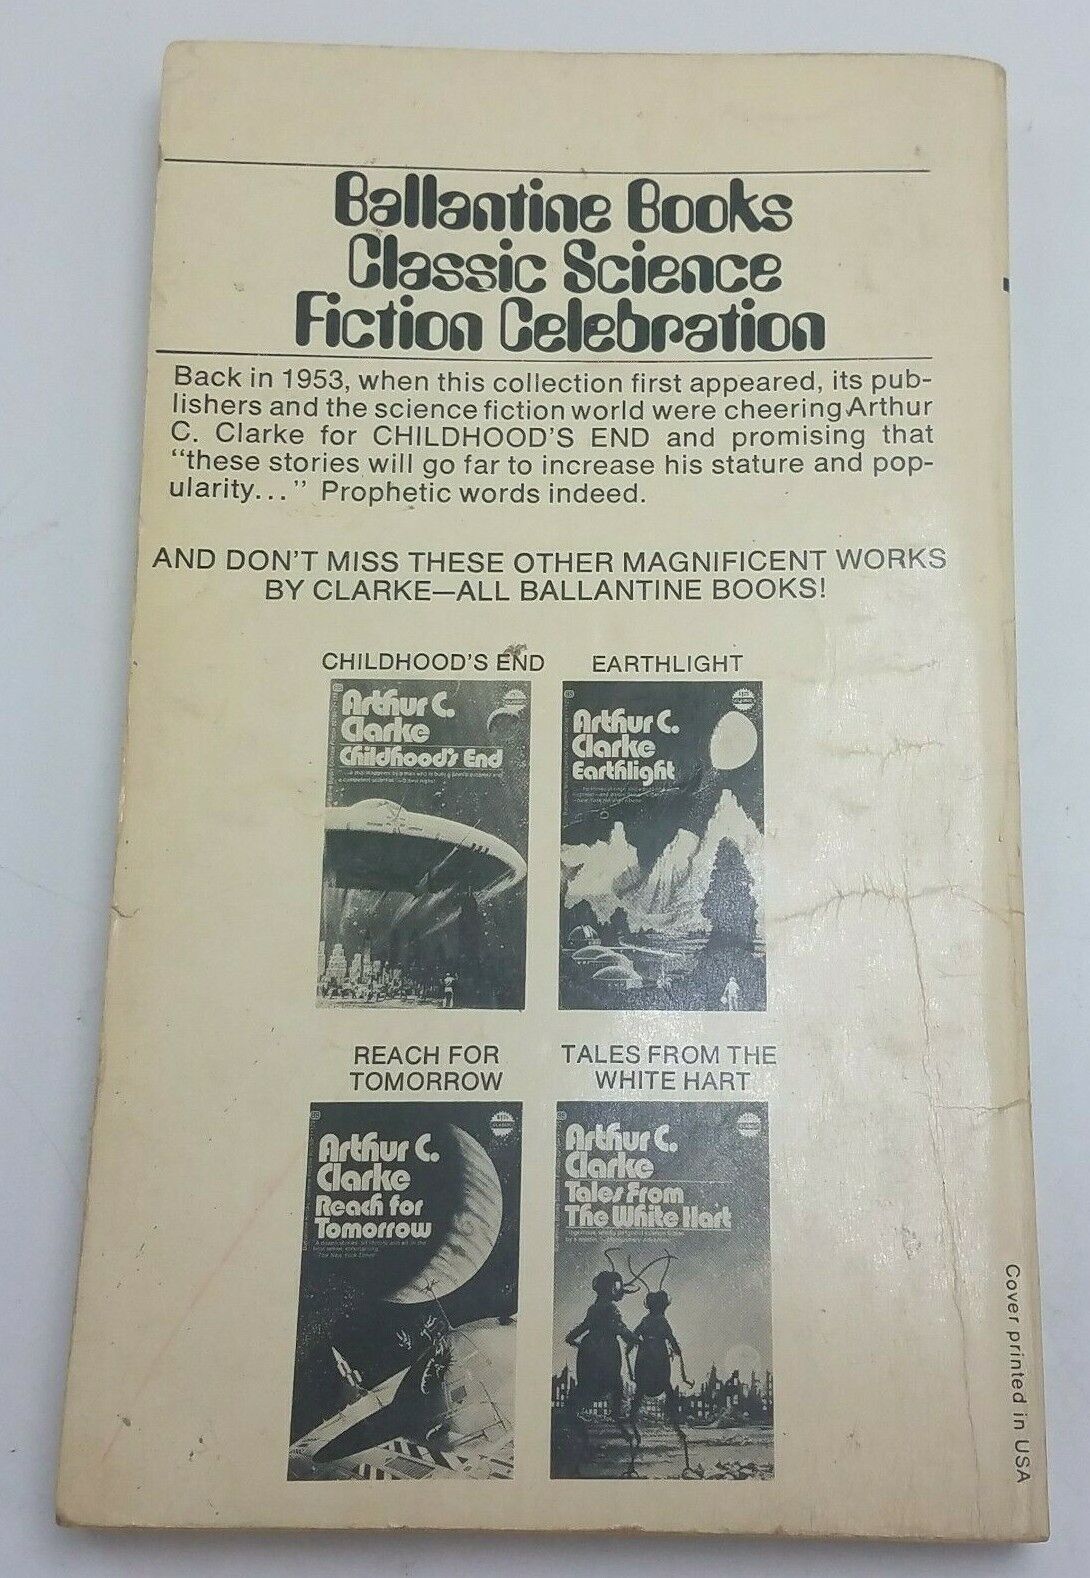 Ballantine Books
Classic Science
Fiction Celebration
Back in 1953, when this collection first appeared, its pub-
lishers and the science fiction world were cheering Arthur
C. Clarke for CHILDHOOD'S END and promising that
"these stories will go far to increase his stature and pop-
ularity..." Prophetic words indeed.
AND DON'T MISS THESE OTHER MAGNIFICENT WORKS
BY CLARKE—ALL BALLANTINE BOOKS!
CHILDHOOD'S END
Arthur C.
Clarke
Childhood's End
EARTHLIGHT
Arthur C.
Clarke
Earthlight
REACH FOR
TOMORROW
Arthur C.
Clarke
Reach for
Tomorrow
TALES FROM THE
WHITE HART
Arthur C.
Clarke
Tales From
The White Hart
Cover printed in USA